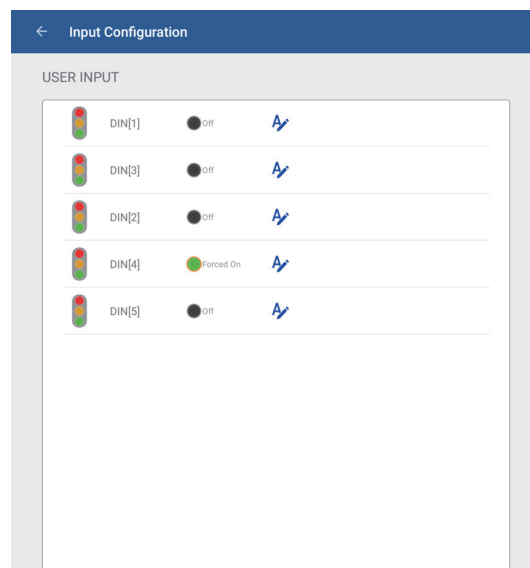 Input Configuration
USER INPUT
DIN[1] Off
DIN[3] Off
DIN[2] Off
DIN[4] Forced On
DIN[5] Off